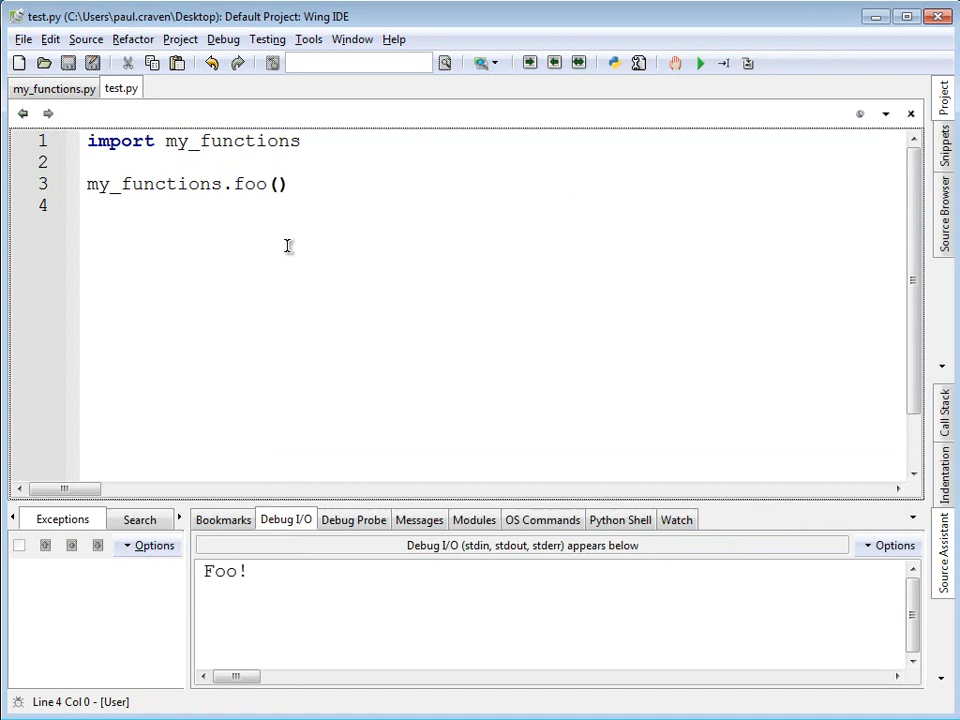 test.py (C:\Users\paul.craven\Desktop): Default Project: Wing IDE
File Edit Source Refactor Project Debug Testing Tools Window Help
my_functions.py test.py
Project
Snippets
Source Browser
1 import my_functions
2
3 my_functions.foo()
4
Call Stack
Indentation
Source Assistant
Exceptions Search
Options
Bookmarks Debug I/O Debug Probe Messages Modules OS Commands Python Shell Watch
Debug I/O (stdin, stdout, stderr) appears below Options
Foo!
Line 4 Col 0 - [User]